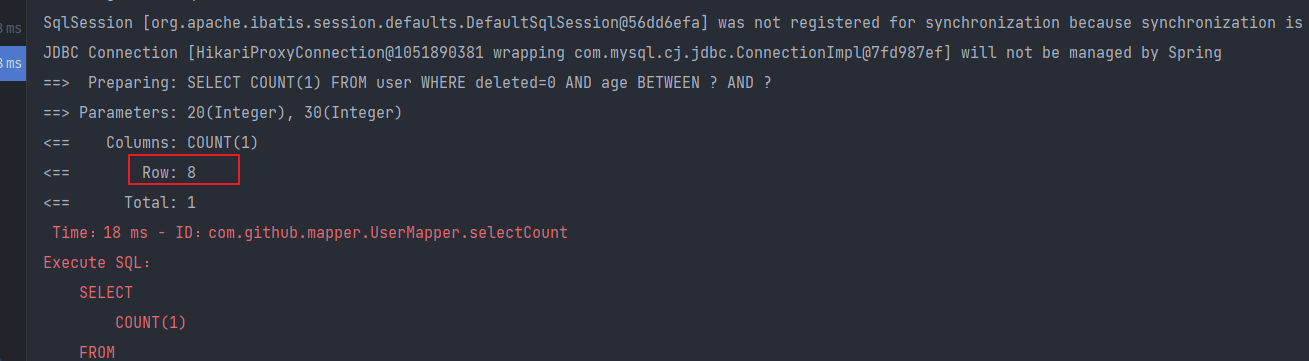 SqlSession [org.apache.ibatis.session.defaults.DefaultSqlSession@56dd6efa] was not registered for synchronization because synchronization is
3 ms
JDBC Connection [HikariProxyConnection@1051890381 wrapping com.mysql.cj.jdbc.ConnectionImpl@7fd987ef] will not be managed by Spring
3 ms
==>  Preparing: SELECT COUNT(1) FROM user WHERE deleted=0 AND age BETWEEN ? AND ?
==> Parameters: 20(Integer), 30(Integer)
<==    Columns: COUNT(1)
<==        Row: 8
<==      Total: 1
Time：18 ms - ID：com.github.mapper.UserMapper.selectCount
Execute SQL：
SELECT
COUNT(1)
FROM